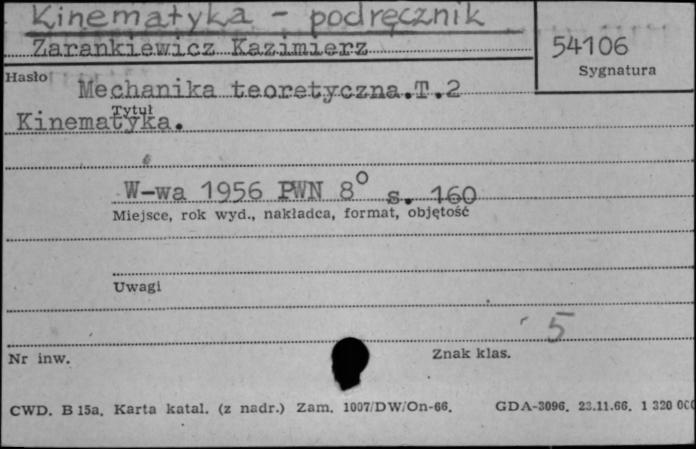 Kinematyka - podręcznik
Zarankiewicz Kazimierz
54106
Sygnatura
Hasło
Mechanika teoretyczna.T.2
Tytuł
Kinematyka.
W-wa 1956 PWN 8° s. 160
Miejsce, rok wyd., nakładca, format, objętość
Uwagi
5
Nr inw.
Znak klas.
CWD. B 15a. Karta katal. (z nadr.) Zam. 1007/DW/On-66. GDA-3096. 23.11.66. 1 320 000